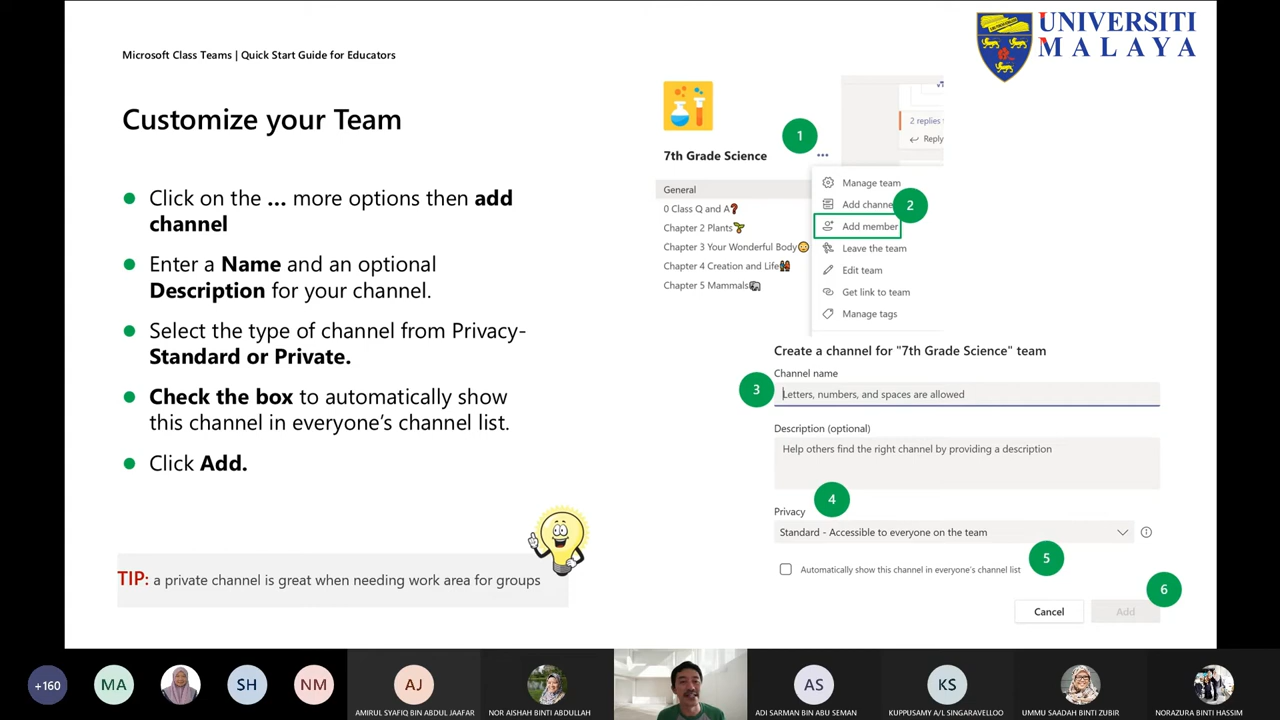 Microsoft Class Teams | Quick Start Guide for Educators
UNIVERSITI
MALAYA
Customize your Team
Click on the ... more options then add
channel
Enter a Name and an optional
Description for your channel.
Select the type of channel from Privacy-
Standard or Private.
Check the box to automatically show
this channel in everyone's channel list.
Click Add.
TIP: a private channel is great when needing work area for groups
1
7th Grade Science
...
2 replies
Reply
General
0 Class Q and A
Chapter 2 Plants
Chapter 3 Your Wonderful Body
Chapter 4 Creation and Life
Chapter 5 Mammals
Manage team
Add channel
2
Add member
Leave the team
Edit team
Get link to team
Manage tags
Create a channel for "7th Grade Science" team
Channel name
3
Letters, numbers, and spaces are allowed
Description (optional)
Help others find the right channel by providing a description
4
Privacy
Standard - Accessible to everyone on the team
5
Automatically show this channel in everyone's channel list
6
Cancel
Add
+160
MA
SH
NM
AJ
AS
KS
AMIRUL SYAFIQ BIN ABDUL JAAFAR
NOR AISHAH BINTI ABDULLAH
ADI SARMAN BIN ABU SEMAN
KUPPUSAMY A/L SINGARAVELLOO
UMMU SAADAH BINTI ZUBIR
NORAZURA BINTI HASSIM